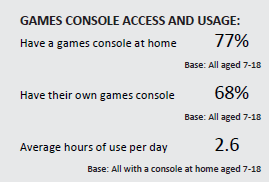 GAMES CONSOLE ACCESS AND USAGE:
Have a games console at home 77%
Base: All aged 7-18
Have their own games console 68%
Base: All aged 7-18
Average hours of use per day 2.6
Base: All with a console at home aged 7-18